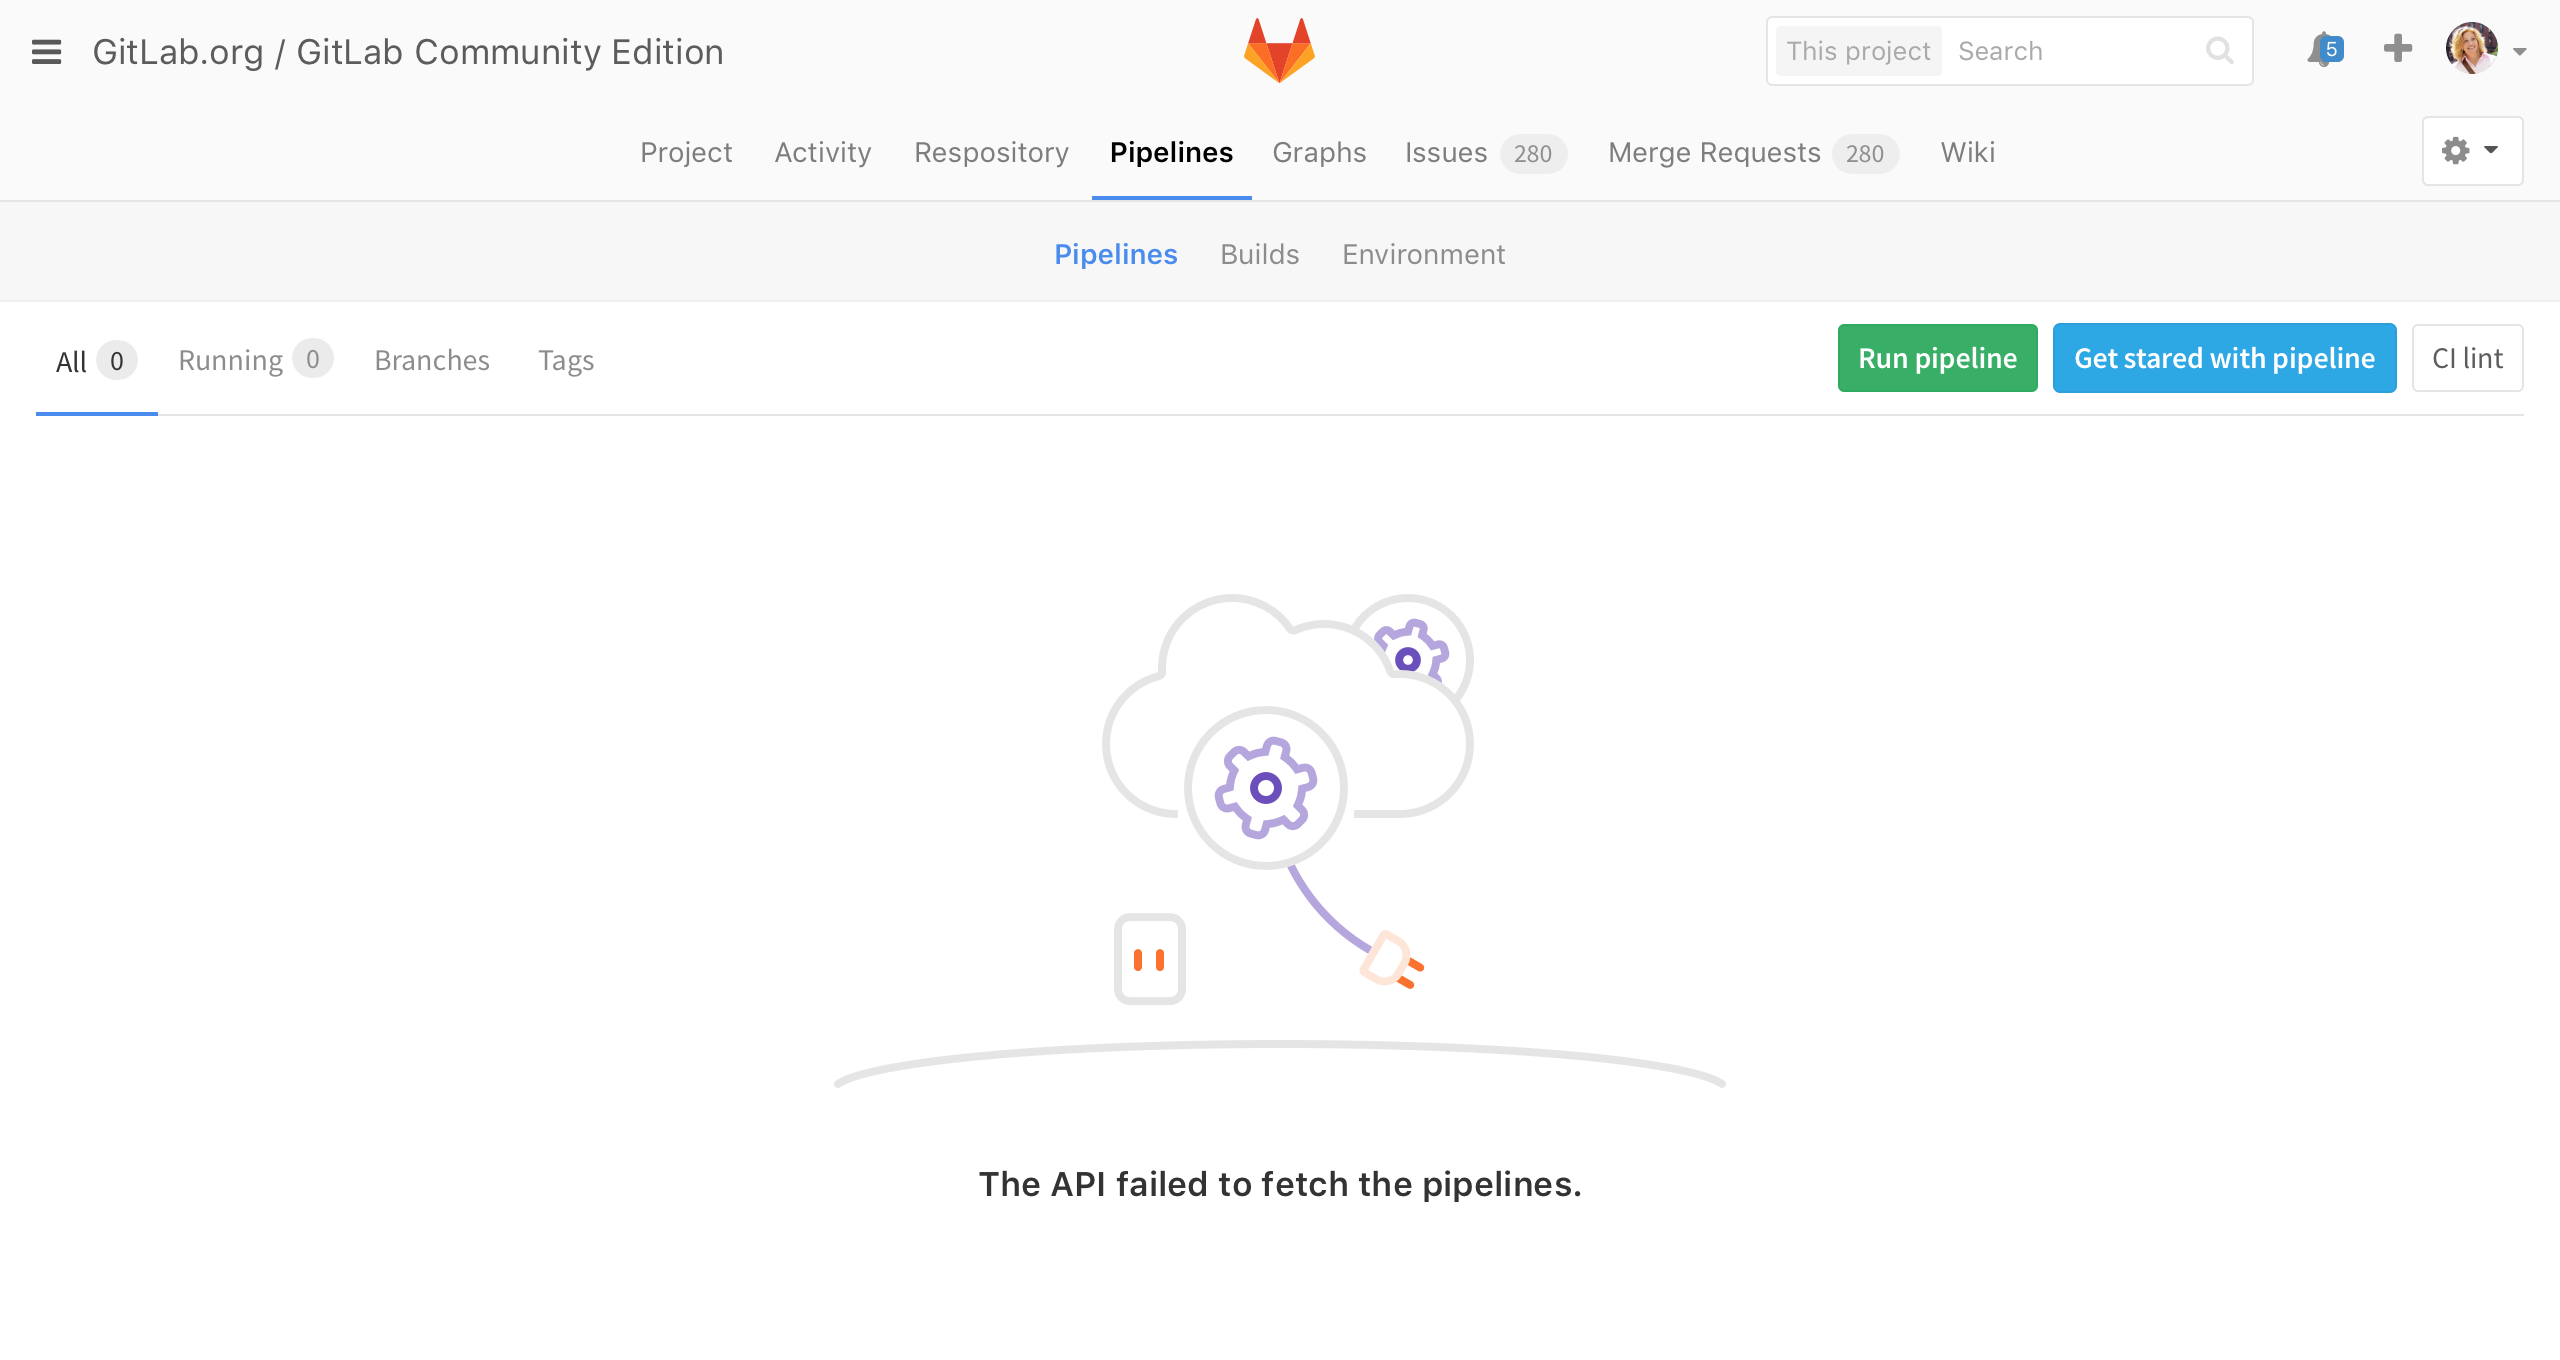 GitLab.org / GitLab Community Edition
This project Search
5
Project Activity Respository Pipelines Graphs Issues 280 Merge Requests 280 Wiki
Pipelines Builds Environment
All 0 Running 0 Branches Tags
Run pipeline Get stared with pipeline CI lint
The API failed to fetch the pipelines.